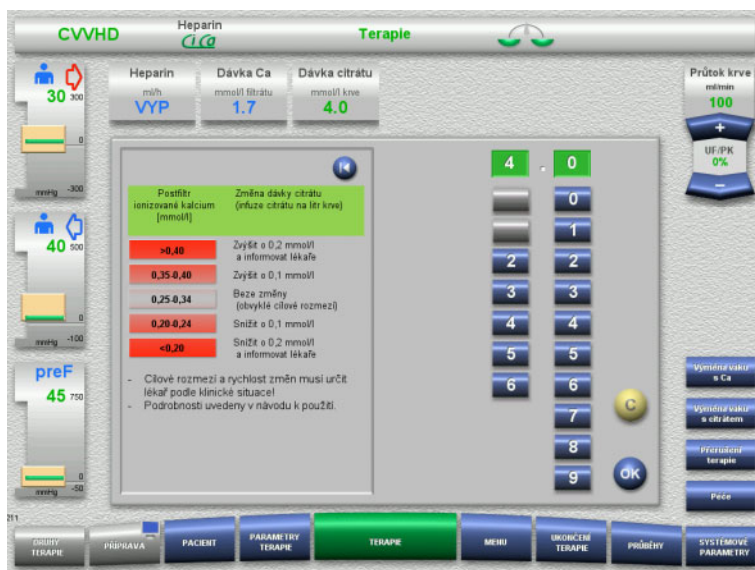 CVVHD
Heparin
CiCa
Terapie
30
300
0
mmHg
-300
Heparin
ml/h
VYP
Dávka Ca
mmol/l filtrátu
1.7
Dávka citrátu
mmol/l krve
4.0
Průtok krve
ml/min
100
+
UF/PK
0%
−
40
500
0
mmHg
-100
preF
45
750
0
mmHg
-50
Postfiltr
ionizované kalcium
[mmol/l]
Změna dávky citrátu
(infuze citrátu na litr krve)
>0,40
Zvýšit o 0,2 mmol/l
a informovat lékaře
0,35-0,40
Zvýšit o 0,1 mmol/l
0,25-0,34
Beze změny
(obvyklé cílové rozmezí)
0,20-0,24
Snížit o 0,1 mmol/l
<0,20
Snížit o 0,2 mmol/l
a informovat lékaře
- Cílové rozmezí a rychlost změn musí určit
lékař podle klinické situace!
- Podrobnosti uvedeny v návodu k použití.
4 . 0
0
1
2 2
3 3
4 4
5 5
6 6
7
8
9
C
OK
Výměna vaku
s Ca
Výměna vaku
s citrátem
Přerušení
terapie
Péče
211
DRUHY
TERAPIE
PŘÍPRAVA
PACIENT
PARAMETRY
TERAPIE
TERAPIE
MENU
UKONČENÍ
TERAPIE
PRŮBĚHY
SYSTÉMOVÉ
PARAMETRY